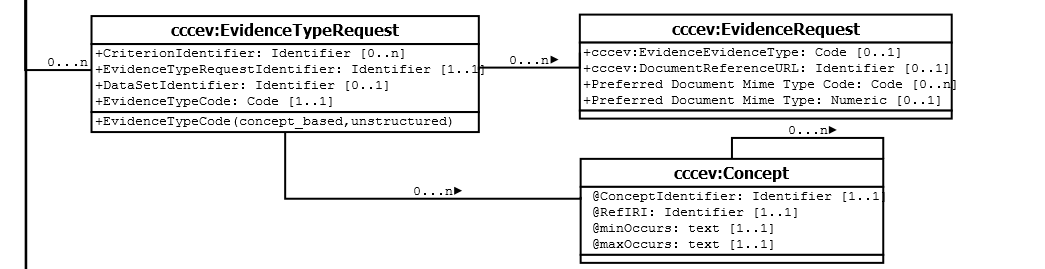 cccev:EvidenceTypeRequest
+CriterionIdentifier: Identifier [0..n]
+EvidenceTypeRequestIdentifier: Identifier [1..1]
+DataSetIdentifier: Identifier [0..1]
+EvidenceTypeCode: Code [1..1]
+EvidenceTypeCode(concept_based,unstructured)
0...n
0...n►
cccev:EvidenceRequest
+cccev:EvidenceEvidenceType: Code [0..1]
+cccev:DocumentReferenceURL: Identifier [0..1]
+Preferred Document Mime Type Code: Code [0..n]
+Preferred Document Mime Type: Numeric [0..1]
0...n►
0...n►
cccev:Concept
@ConceptIdentifier: Identifier [1..1]
@RefIRI: Identifier [1..1]
@minOccurs: text [1..1]
@maxOccurs: text [1..1]